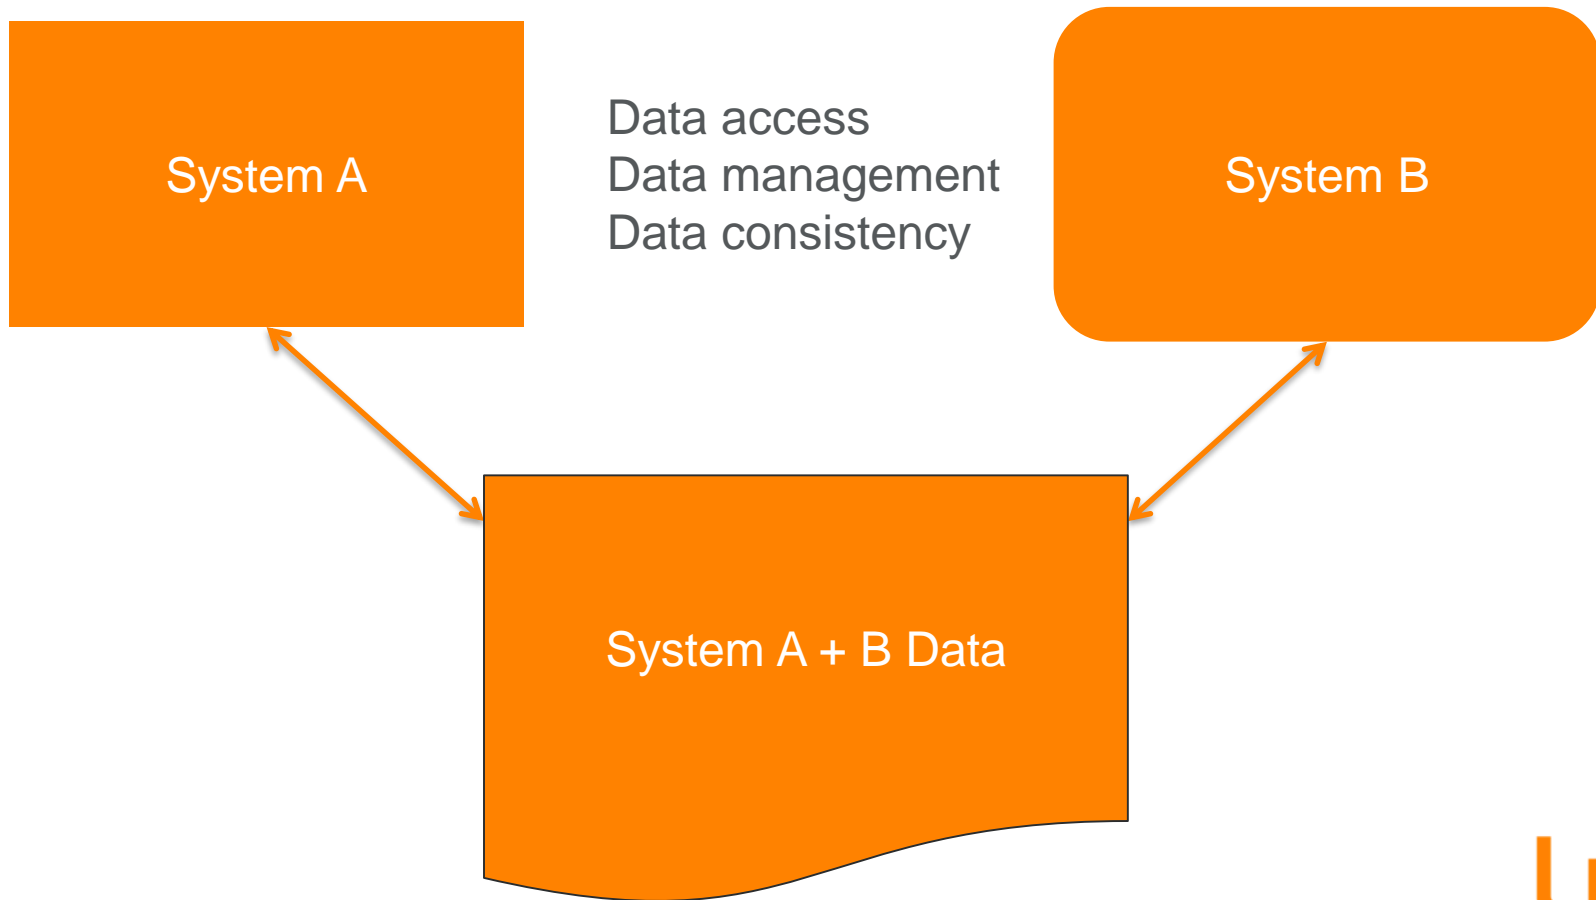 System A
Data access
Data management
Data consistency
System B
System A + B Data